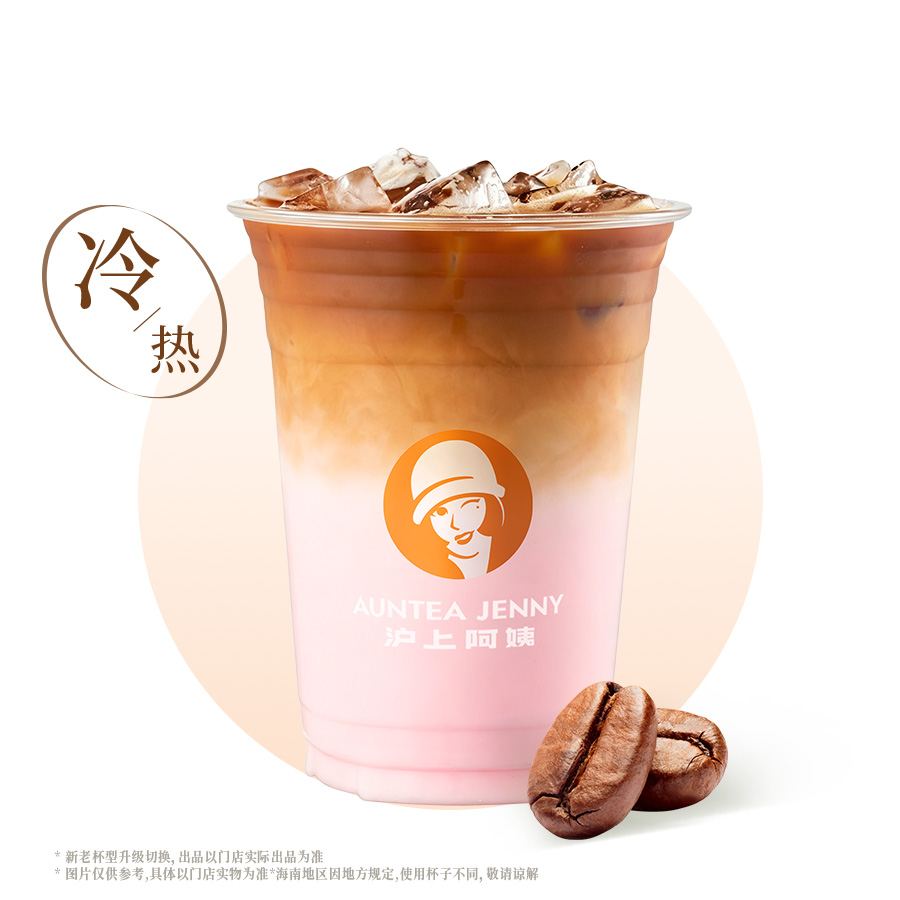 冷/热
AUNTEA JENNY
沪上阿姨
* 新老杯型升级切换, 出品以门店实际出品为准
* 图片仅供参考,具体以门店实物为准*海南地区因地方规定,使用杯子不同, 敬请谅解